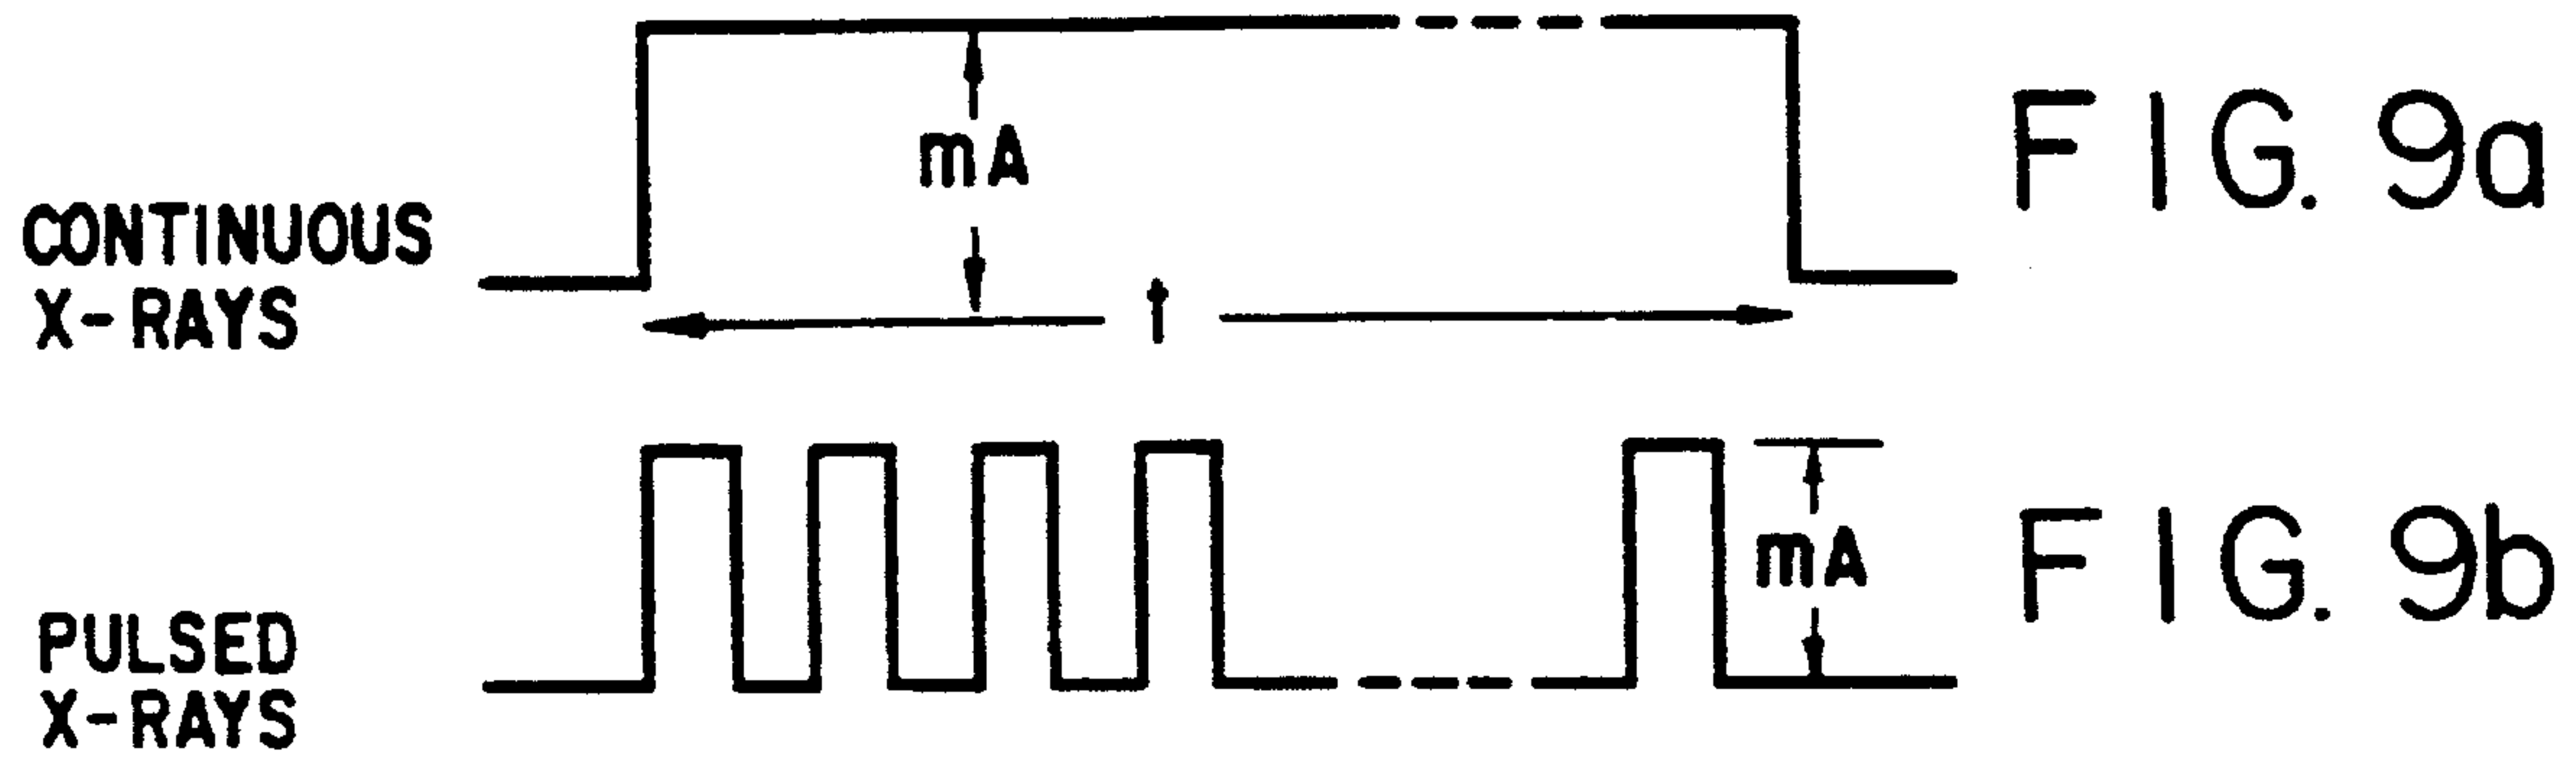 mA
FIG. 9a
CONTINUOUS
X-RAYS
t
mA
FIG. 9b
PULSED
X-RAYS